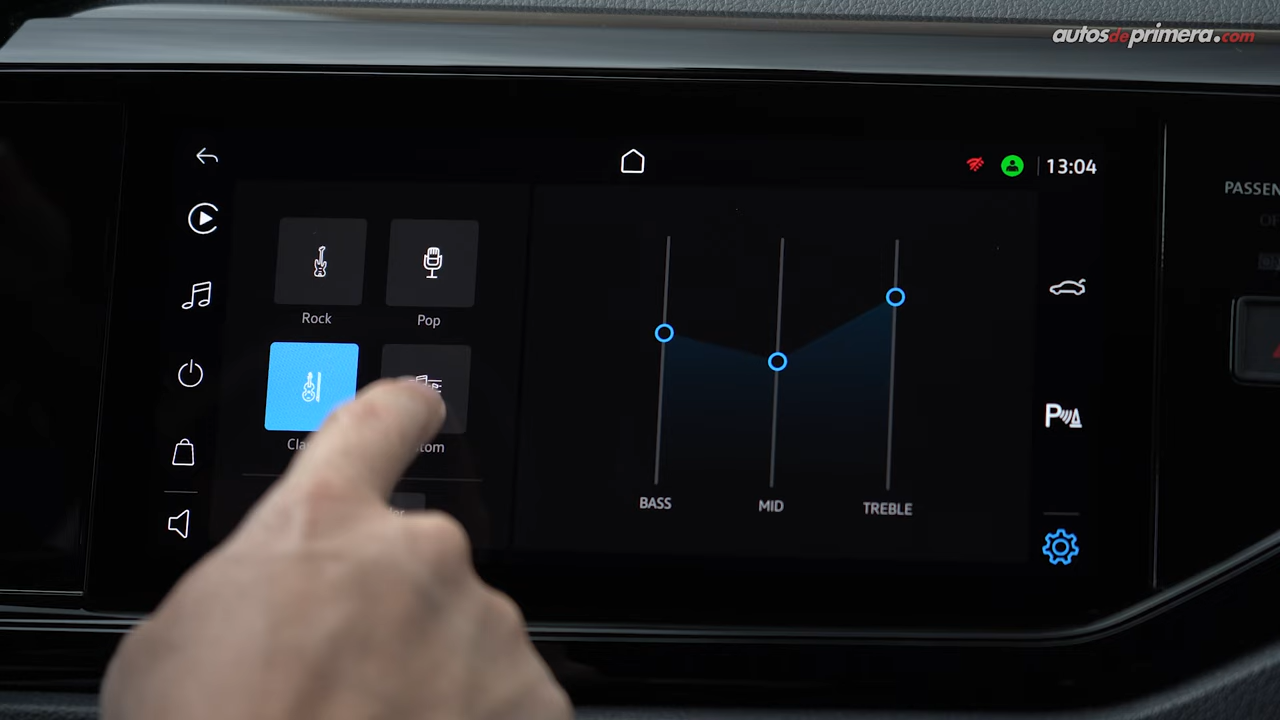 autosdeprimera.com
13:04
PASSEN
Rock
Pop
Cla
tom
BASS
MID
TREBLE